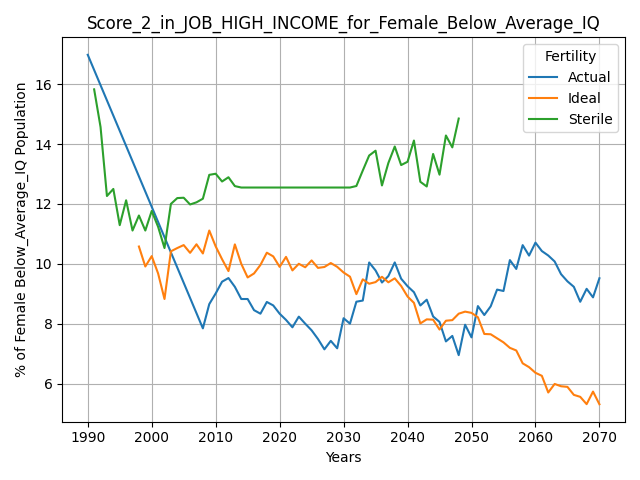 Score_2_in_JOB_HIGH_INCOME_for_Female_Below_Average_IQ
% of Female Below_Average_IQ Population
16
14
12
10
8
6
Fertility
Actual
Ideal
Sterile
1990 2000 2010 2020 2030 2040 2050 2060 2070
Years